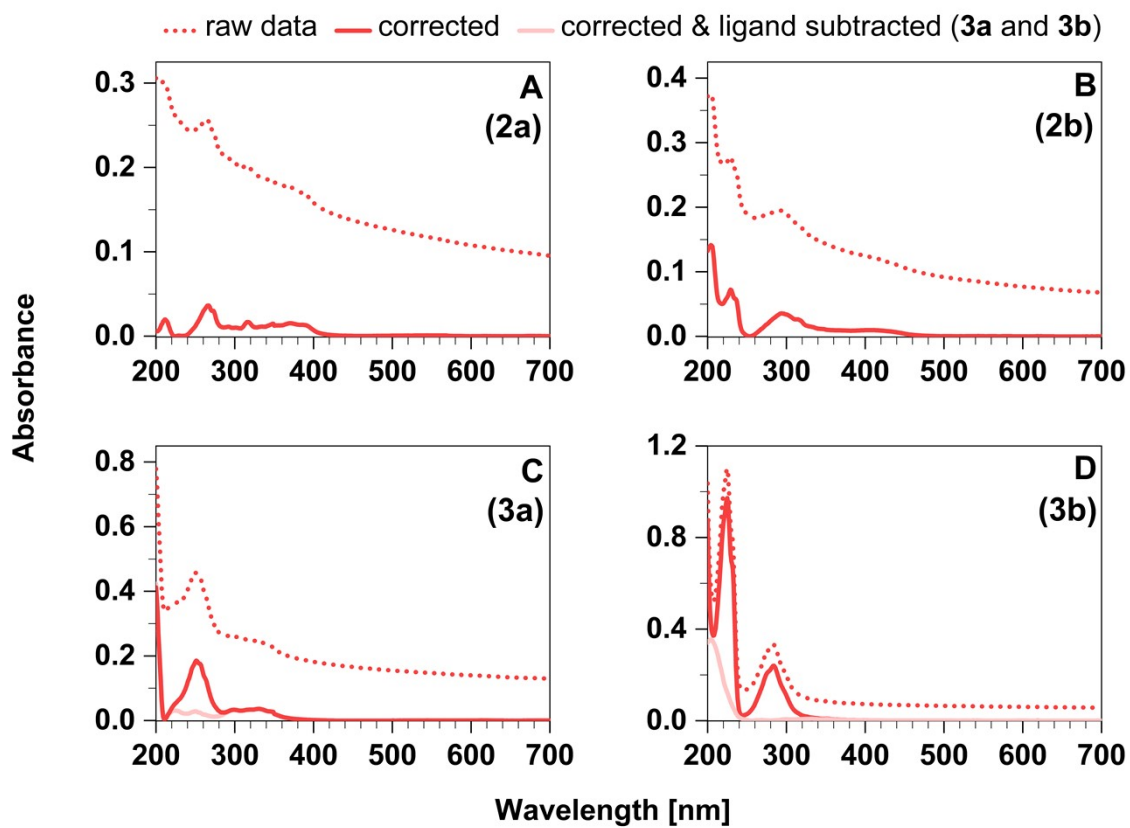 raw data corrected corrected & ligand subtracted (3a and 3b)
A
(2a)
0.3
0.2
0.1
0.0
200 300 400 500 600 700
B
(2b)
0.4
0.3
0.2
0.1
0.0
200 300 400 500 600 700
Absorbance
C
(3a)
0.8
0.6
0.4
0.2
0.0
200 300 400 500 600 700
D
(3b)
1.2
0.8
0.4
0.0
200 300 400 500 600 700
Wavelength [nm]